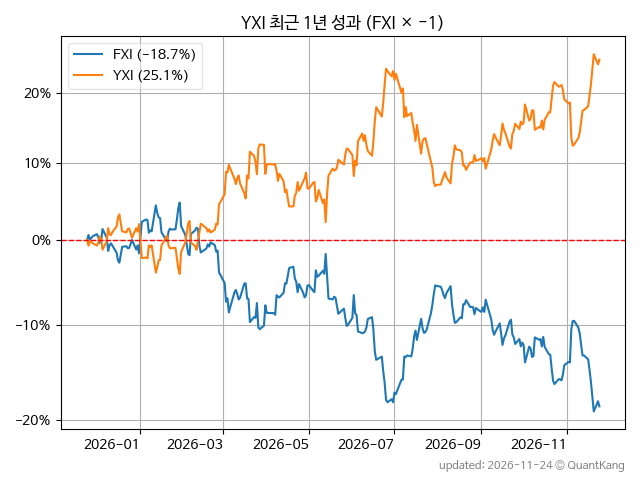 YXI 최근 1년 성과 (FXI × -1)
FXI (-18.7%)
YXI (25.1%)
20%
10%
0%
-10%
-20%
2026-01
2026-03
2026-05
2026-07
2026-09
2026-11
updated: 2026-11-24 © QuantKang